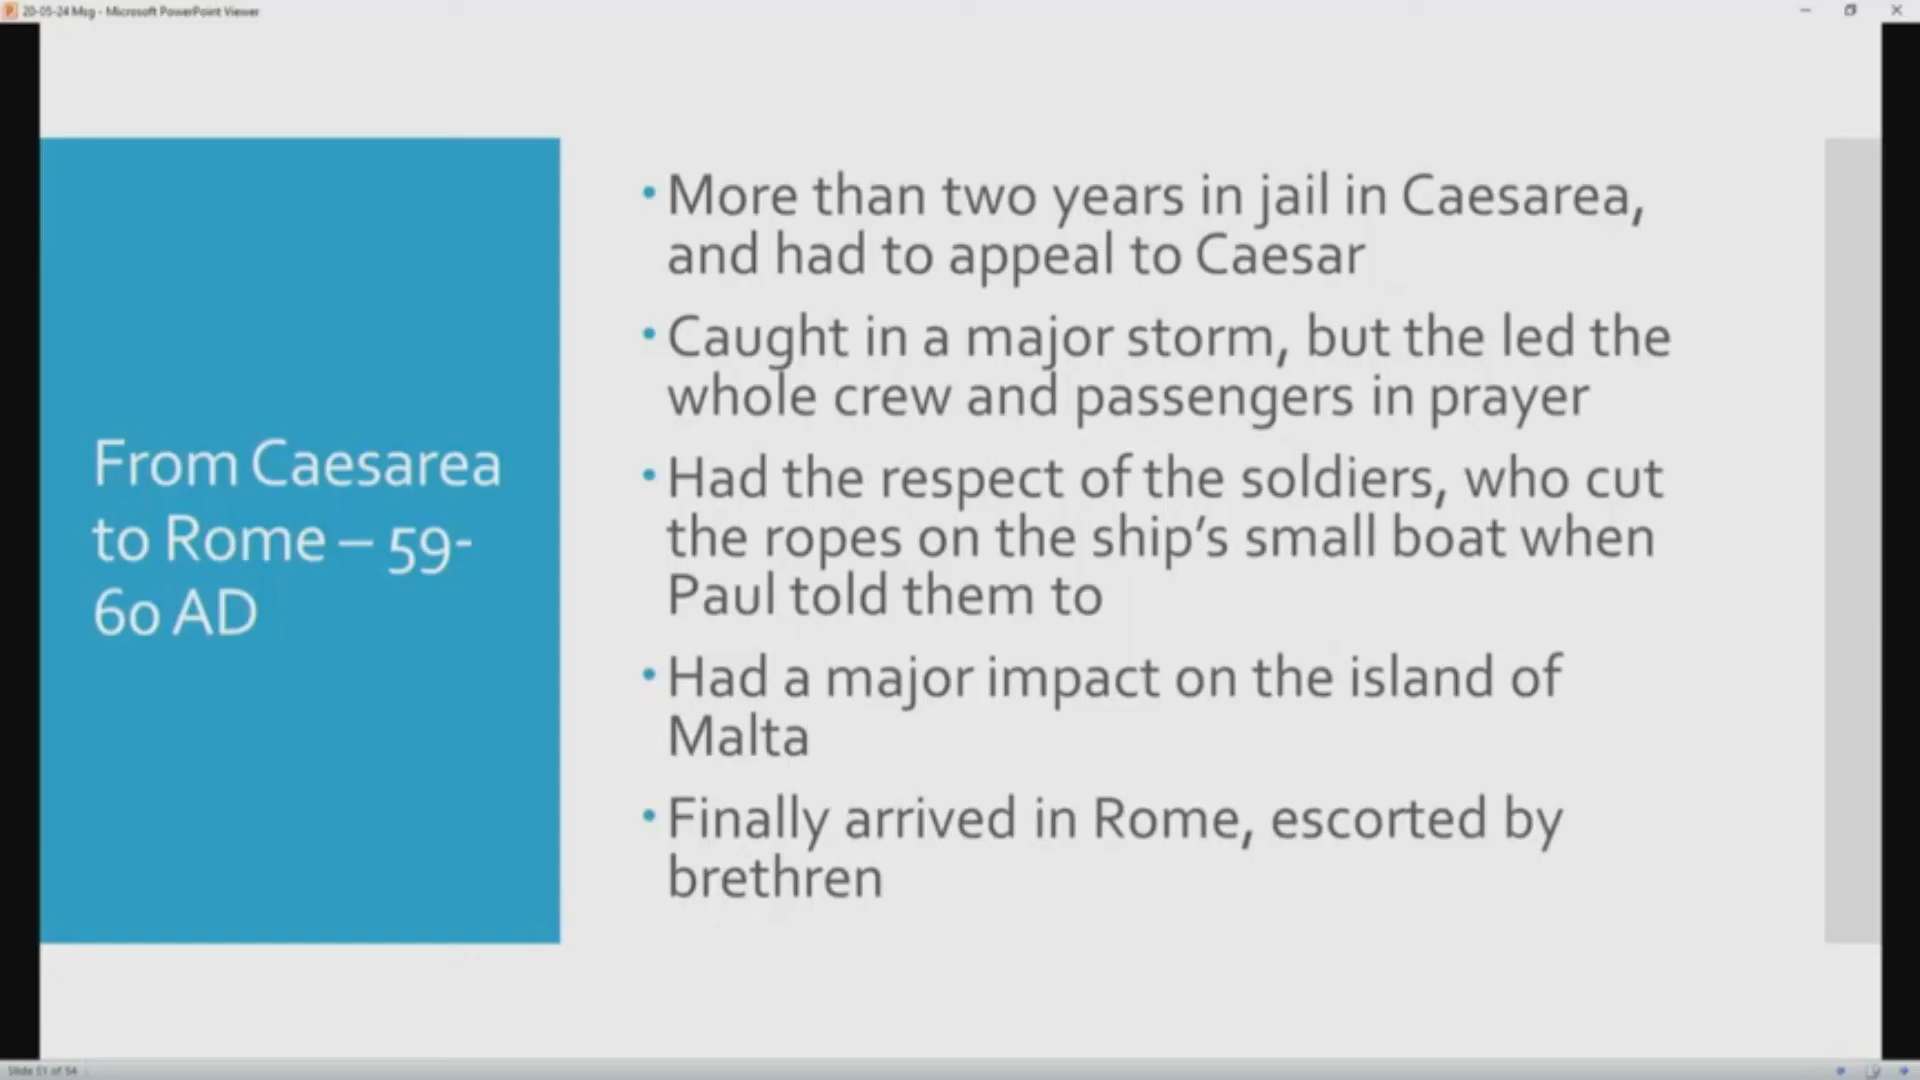 20-05-24 Msg - Microsoft PowerPoint Viewer
From Caesarea
to Rome – 59-
60 AD
• More than two years in jail in Caesarea,
and had to appeal to Caesar
• Caught in a major storm, but the led the
whole crew and passengers in prayer
• Had the respect of the soldiers, who cut
the ropes on the ship's small boat when
Paul told them to
• Had a major impact on the island of
Malta
• Finally arrived in Rome, escorted by
brethren
Slide 51 of 54